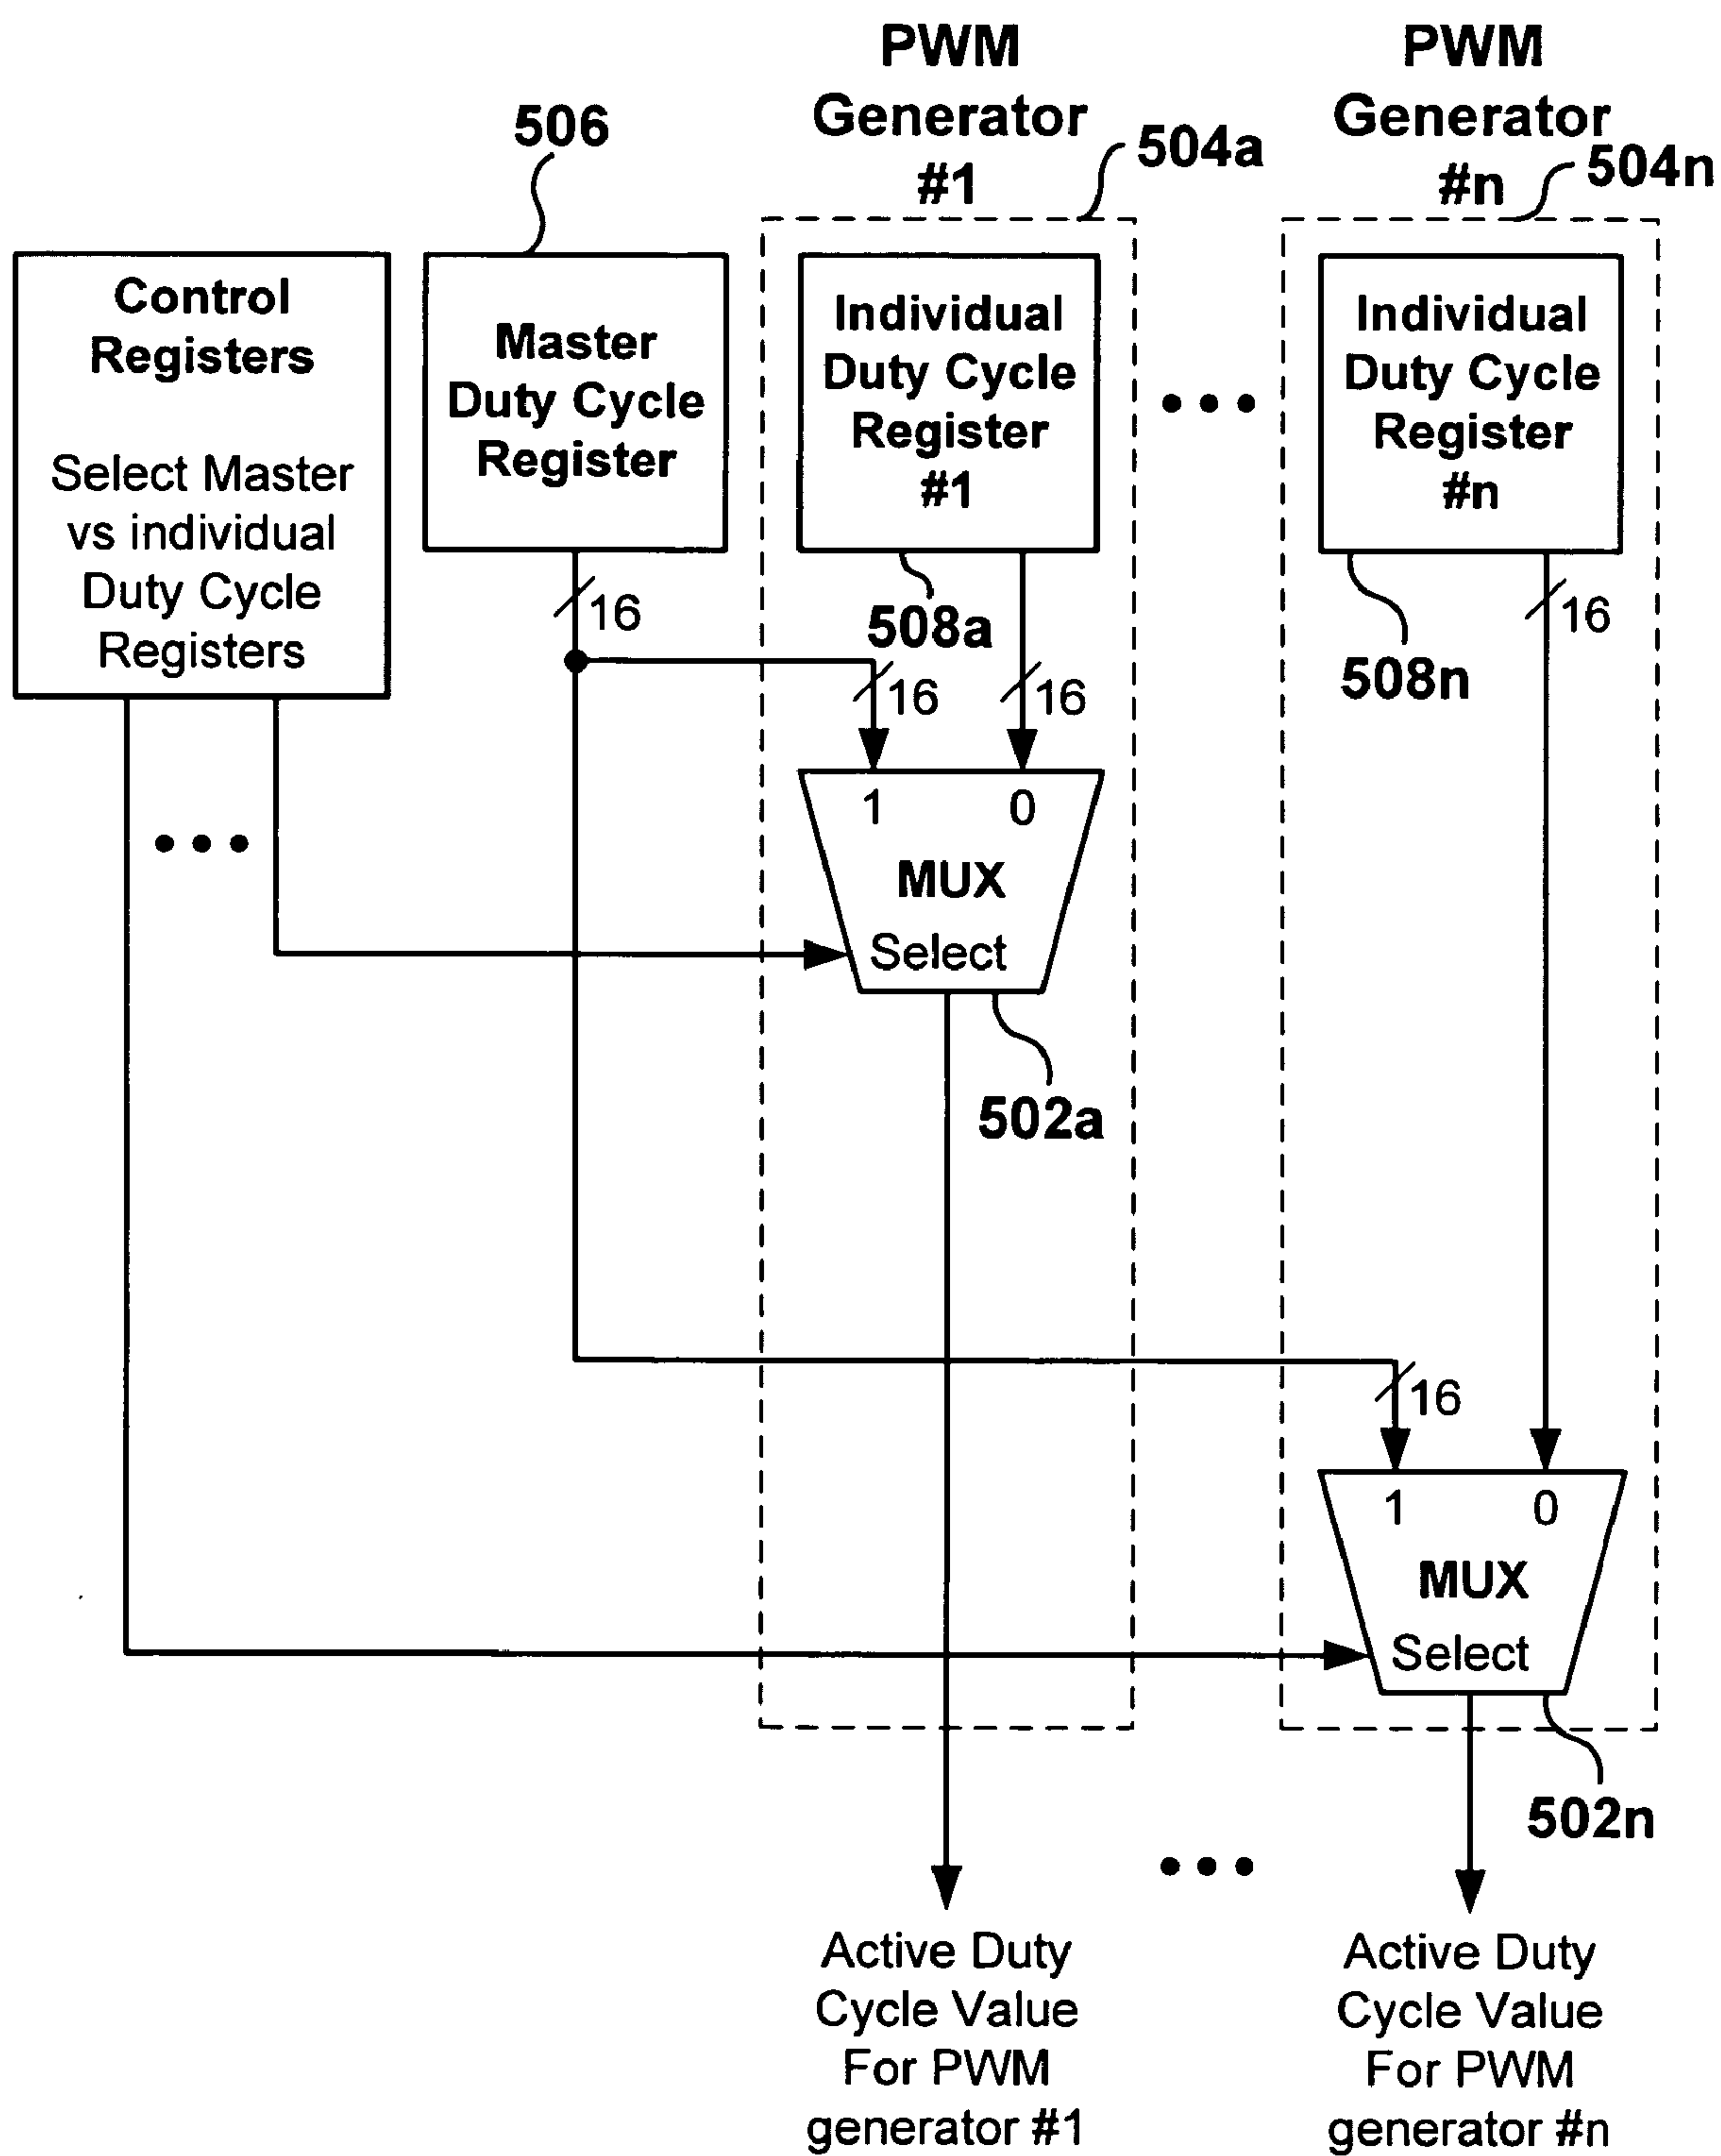 PWM
Generator
#1
PWM
Generator
#n
506
504a
504n
Control
Registers
Select Master
vs individual
Duty Cycle
Registers
Master
Duty Cycle
Register
Individual
Duty Cycle
Register
#1
Individual
Duty Cycle
Register
#n
16
508a
16
508n
16
16
1
0
MUX
Select
502a
16
1
0
MUX
Select
502n
Active Duty
Cycle Value
For PWM
generator #1
Active Duty
Cycle Value
For PWM
generator #n